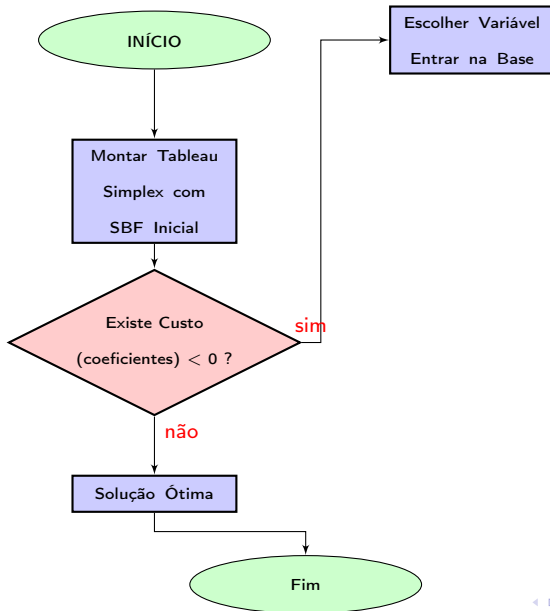 INÍCIO
Escolher Variável
Entrar na Base
Montar Tableau
Simplex com
SBF Inicial
Existe Custo
(coeficientes) < 0 ?
sim
não
Solução Ótima
Fim